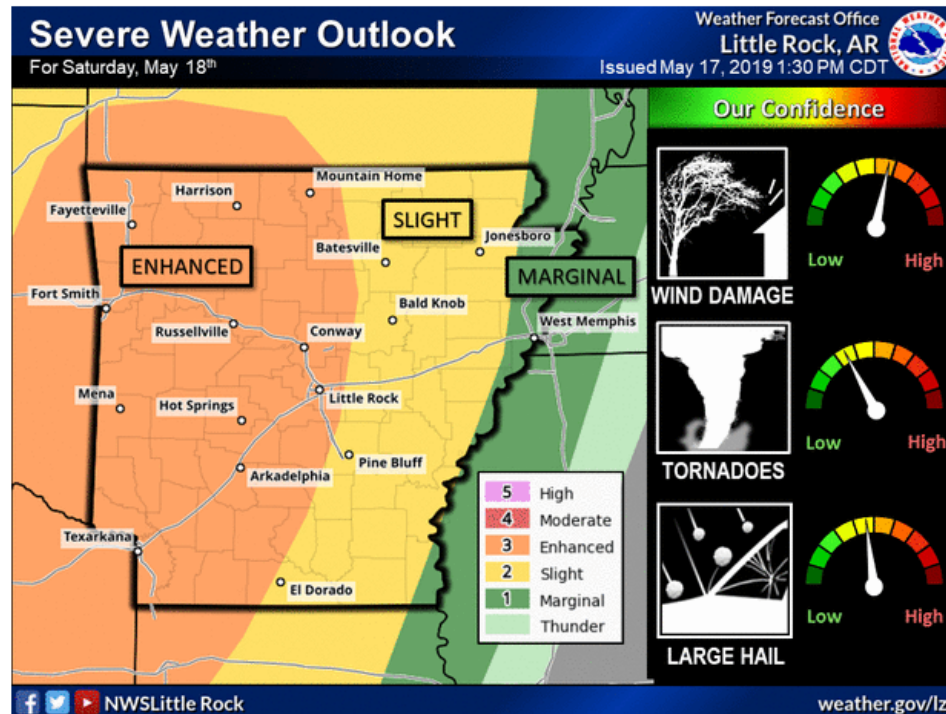 Severe Weather Outlook
For Saturday, May 18th
Weather Forecast Office
Little Rock, AR
Issued May 17, 2019 1:30 PM CDT
Our Confidence
Mountain Home
Harrison
Fayetteville
SLIGHT
Jonesboro
Batesville
ENHANCED
MARGINAL
Fort Smith
Bald Knob
Russellville
Conway
West Memphis
Mena
Hot Springs
Little Rock
Arkadelphia
Pine Bluff
Texarkana
El Dorado
5 High
4 Moderate
3 Enhanced
2 Slight
1 Marginal
Thunder
Low High
WIND DAMAGE
Low High
TORNADOES
Low High
LARGE HAIL
NWSLittle Rock
weather.gov/lz